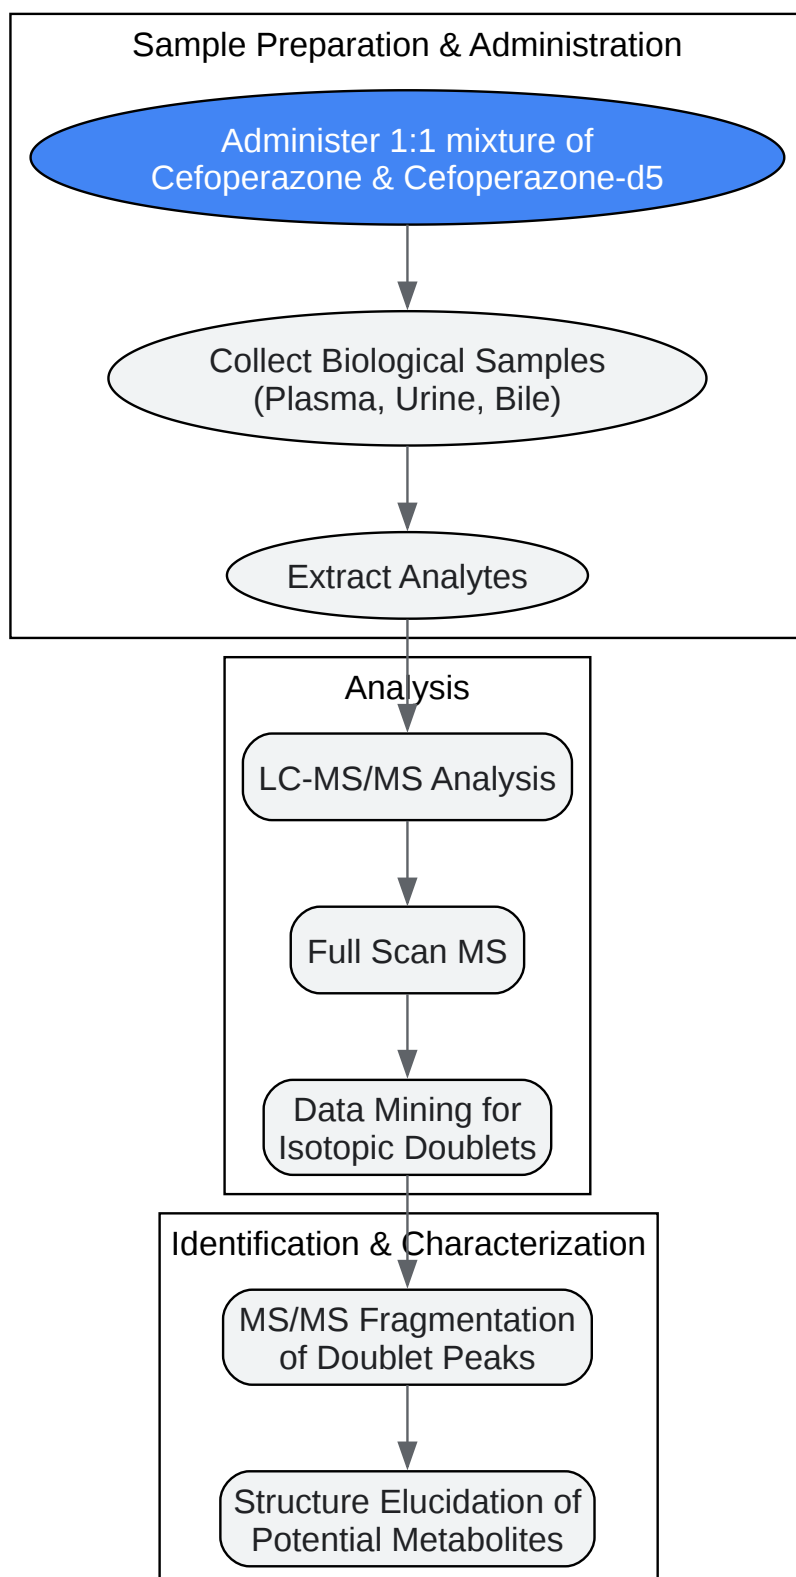 Sample Preparation & Administration
Administer 1:1 mixture of
Cefoperazone & Cefoperazone-d5
Collect Biological Samples
(Plasma, Urine, Bile)
Extract Analytes
Analysis
LC-MS/MS Analysis
Full Scan MS
Data Mining for
Isotopic Doublets
Identification & Characterization
MS/MS Fragmentation
of Doublet Peaks
Structure Elucidation of
Potential Metabolites